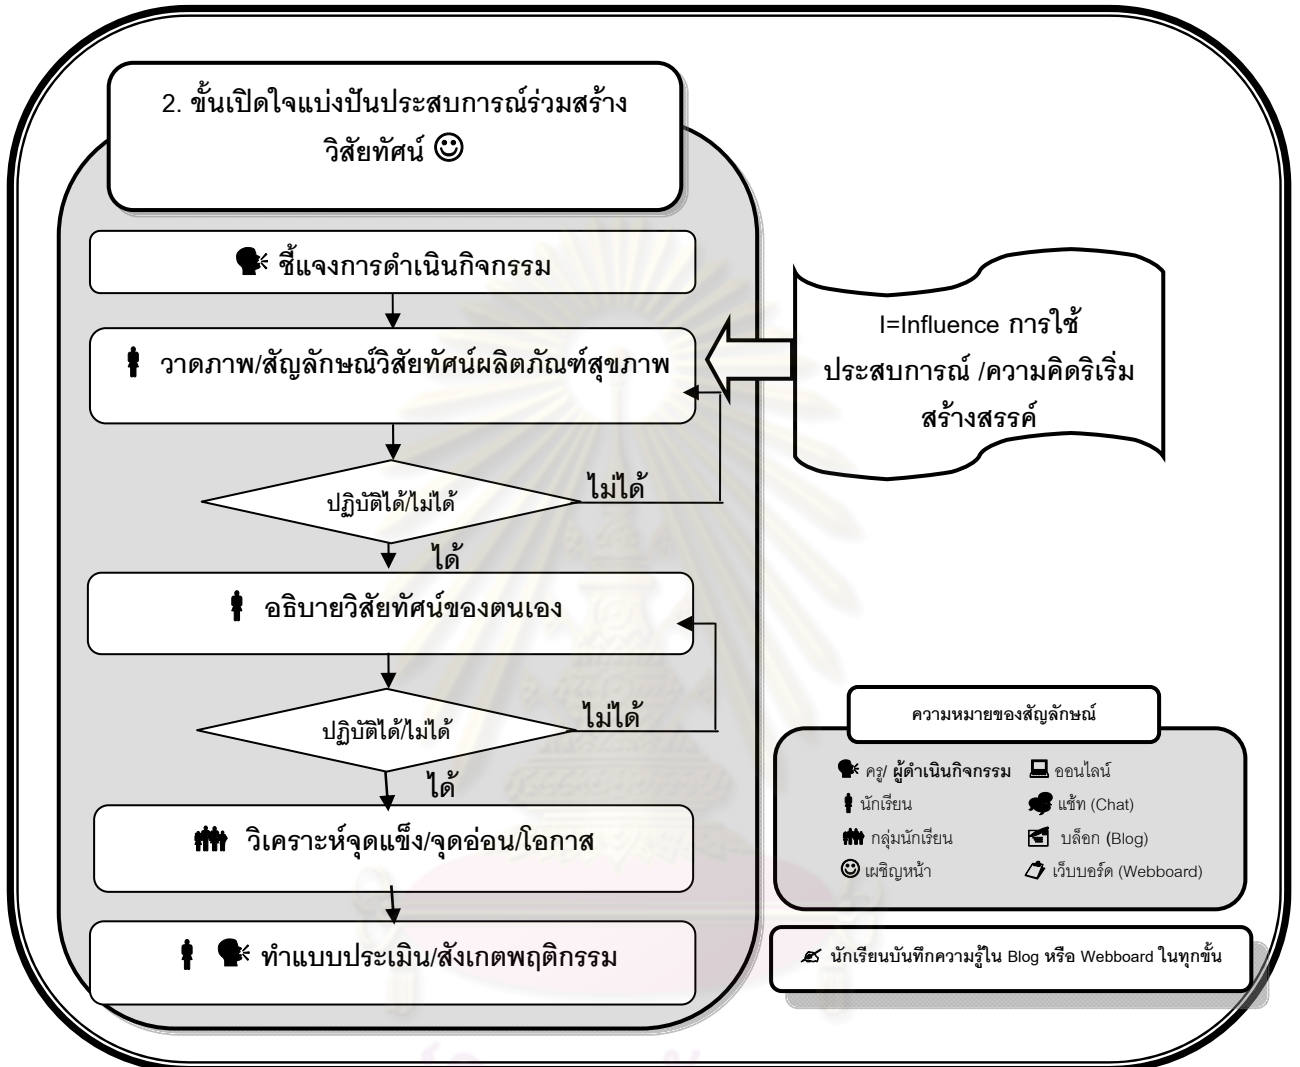 2. ขั้นเปิดใจแบ่งปันประสบการณ์ร่วมสร้าง
วิสัยทัศน์ ☺
ชี้แจงการดำเนินกิจกรรม
วาดภาพ/สัญลักษณ์วิสัยทัศน์ผลิตภัณฑ์สุขภาพ
I=Influence การใช้
ประสบการณ์ /ความคิดริเริ่ม
สร้างสรรค์
ปฏิบัติได้/ไม่ได้
ไม่ได้
ได้
อธิบายวิสัยทัศน์ของตนเอง
ปฏิบัติได้/ไม่ได้
ไม่ได้
ได้
วิเคราะห์จุดแข็ง/จุดอ่อน/โอกาส
ทำแบบประเมิน/สังเกตพฤติกรรม
ความหมายของสัญลักษณ์
ครู/ ผู้ดำเนินกิจกรรม
ออนไลน์
นักเรียน
แช้ท (Chat)
กลุ่มนักเรียน
บล็อก (Blog)
เผชิญหน้า
เว็บบอร์ด (Webboard)
นักเรียนบันทึกความรู้ใน Blog หรือ Webboard ในทุกขั้น